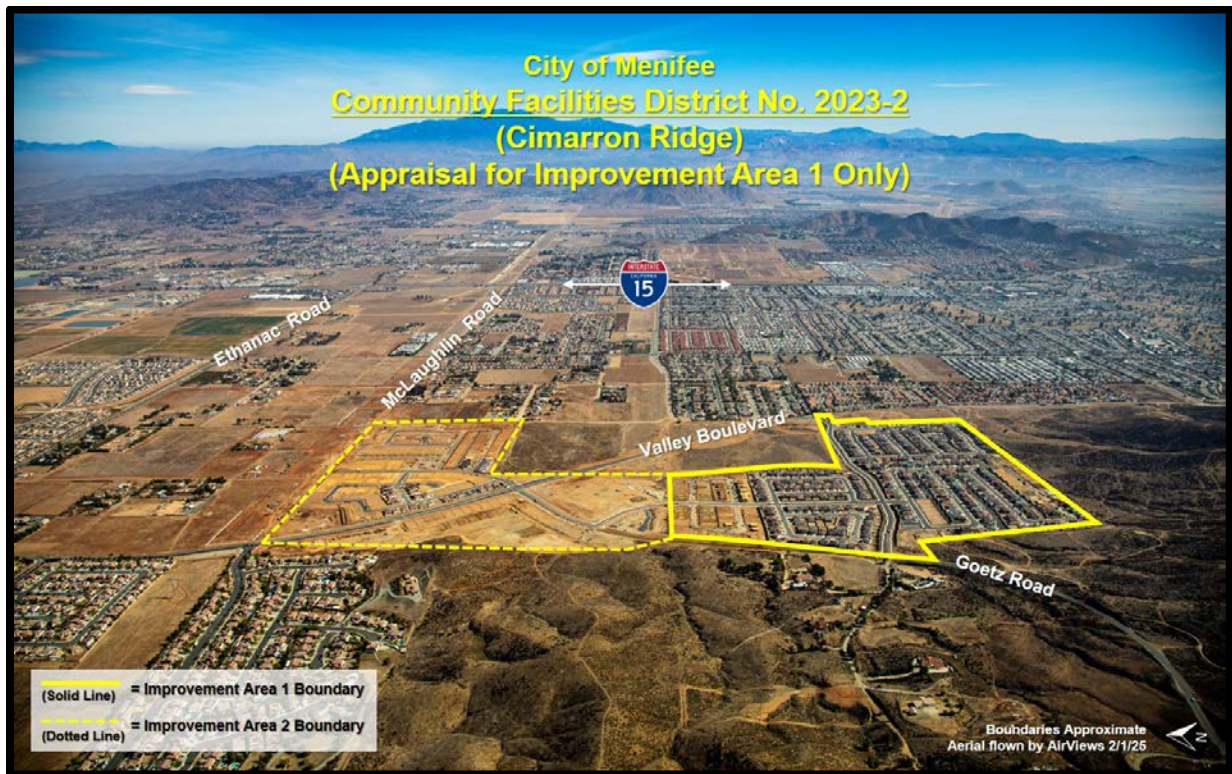 City of Menifee
Community Facilities District No. 2023-2
(Cimarron Ridge)
(Appraisal for Improvement Area 1 Only)
INTERSTATE
CALIFORNIA
15
Ethanac Road
McLaughlin Road
Valley Boulevard
Goetz Road
(Solid Line) = Improvement Area 1 Boundary
(Dotted Line) = Improvement Area 2 Boundary
Boundaries Approximate
Aerial flown by AirViews 2/1/25
N